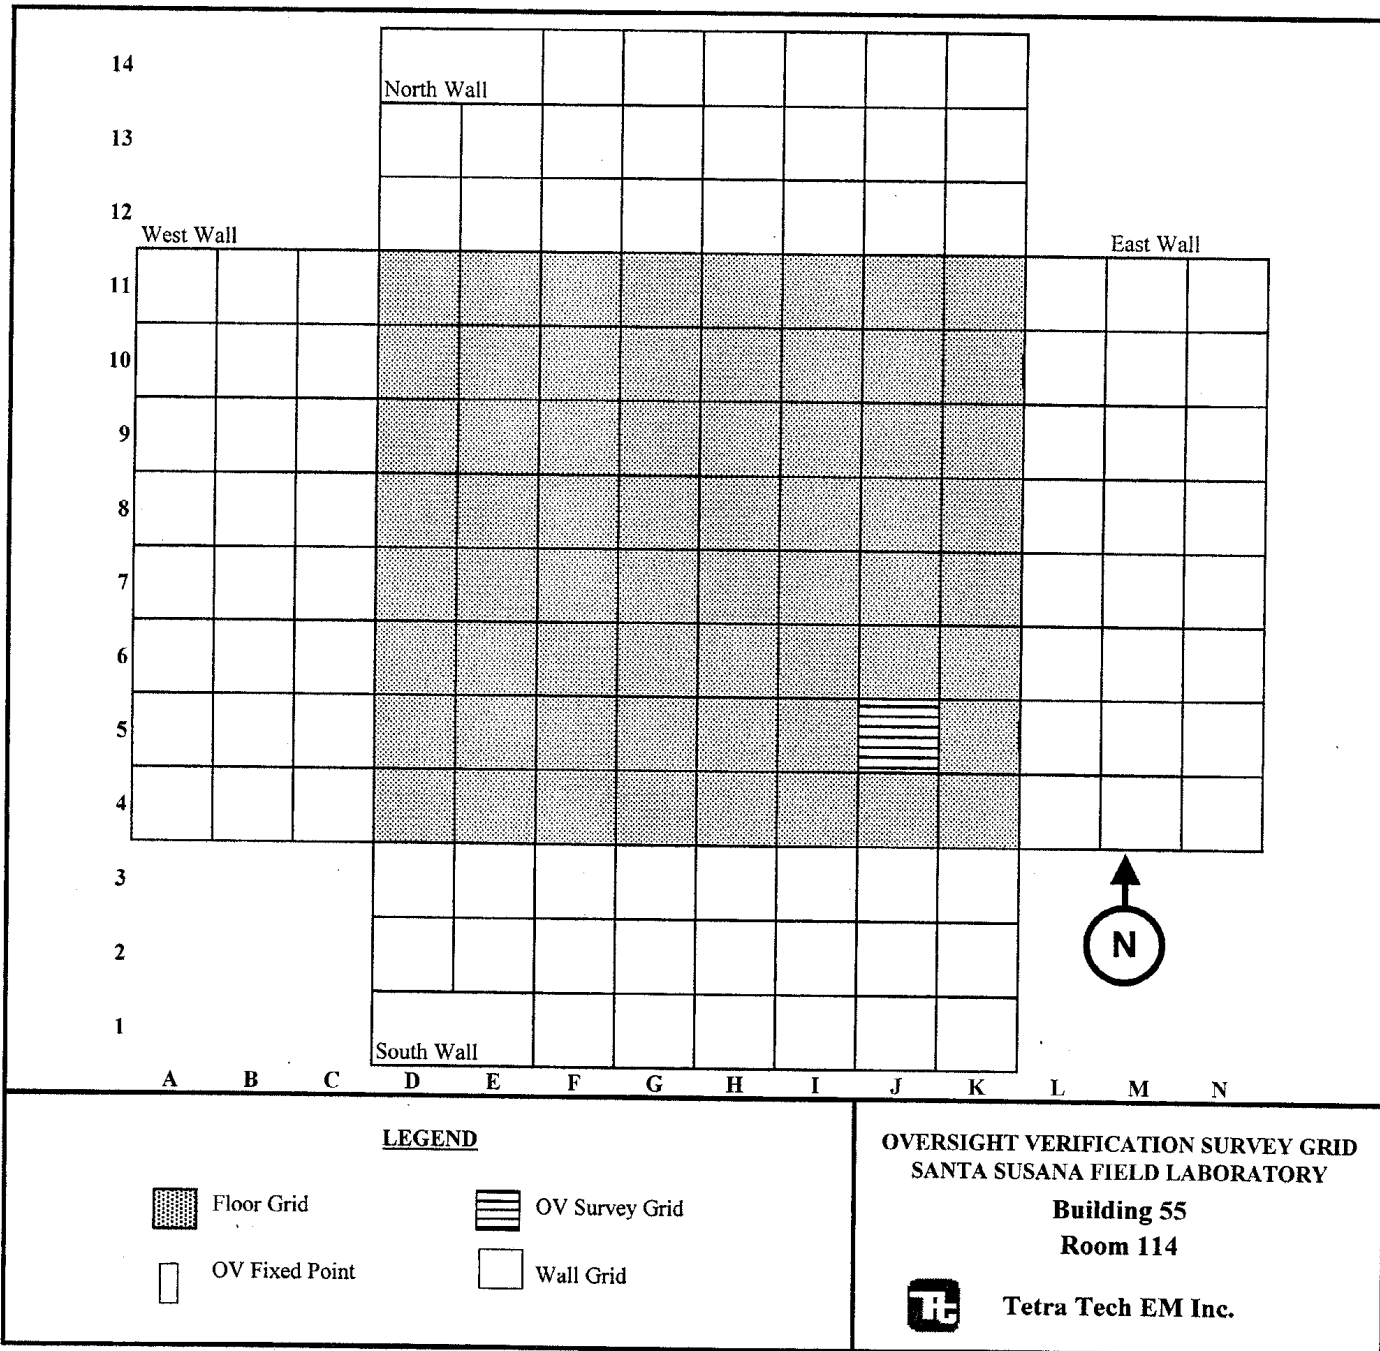 14
North Wall
13
12
West Wall
East Wall
11
10
9
8
7
6
5
4
3
N
2
1
South Wall
A B C D E F G H I J K L M N
LEGEND
Floor Grid
OV Survey Grid
OV Fixed Point
Wall Grid
OVERSIGHT VERIFICATION SURVEY GRID
SANTA SUSANA FIELD LABORATORY
Building 55
Room 114
Tt
Tetra Tech EM Inc.